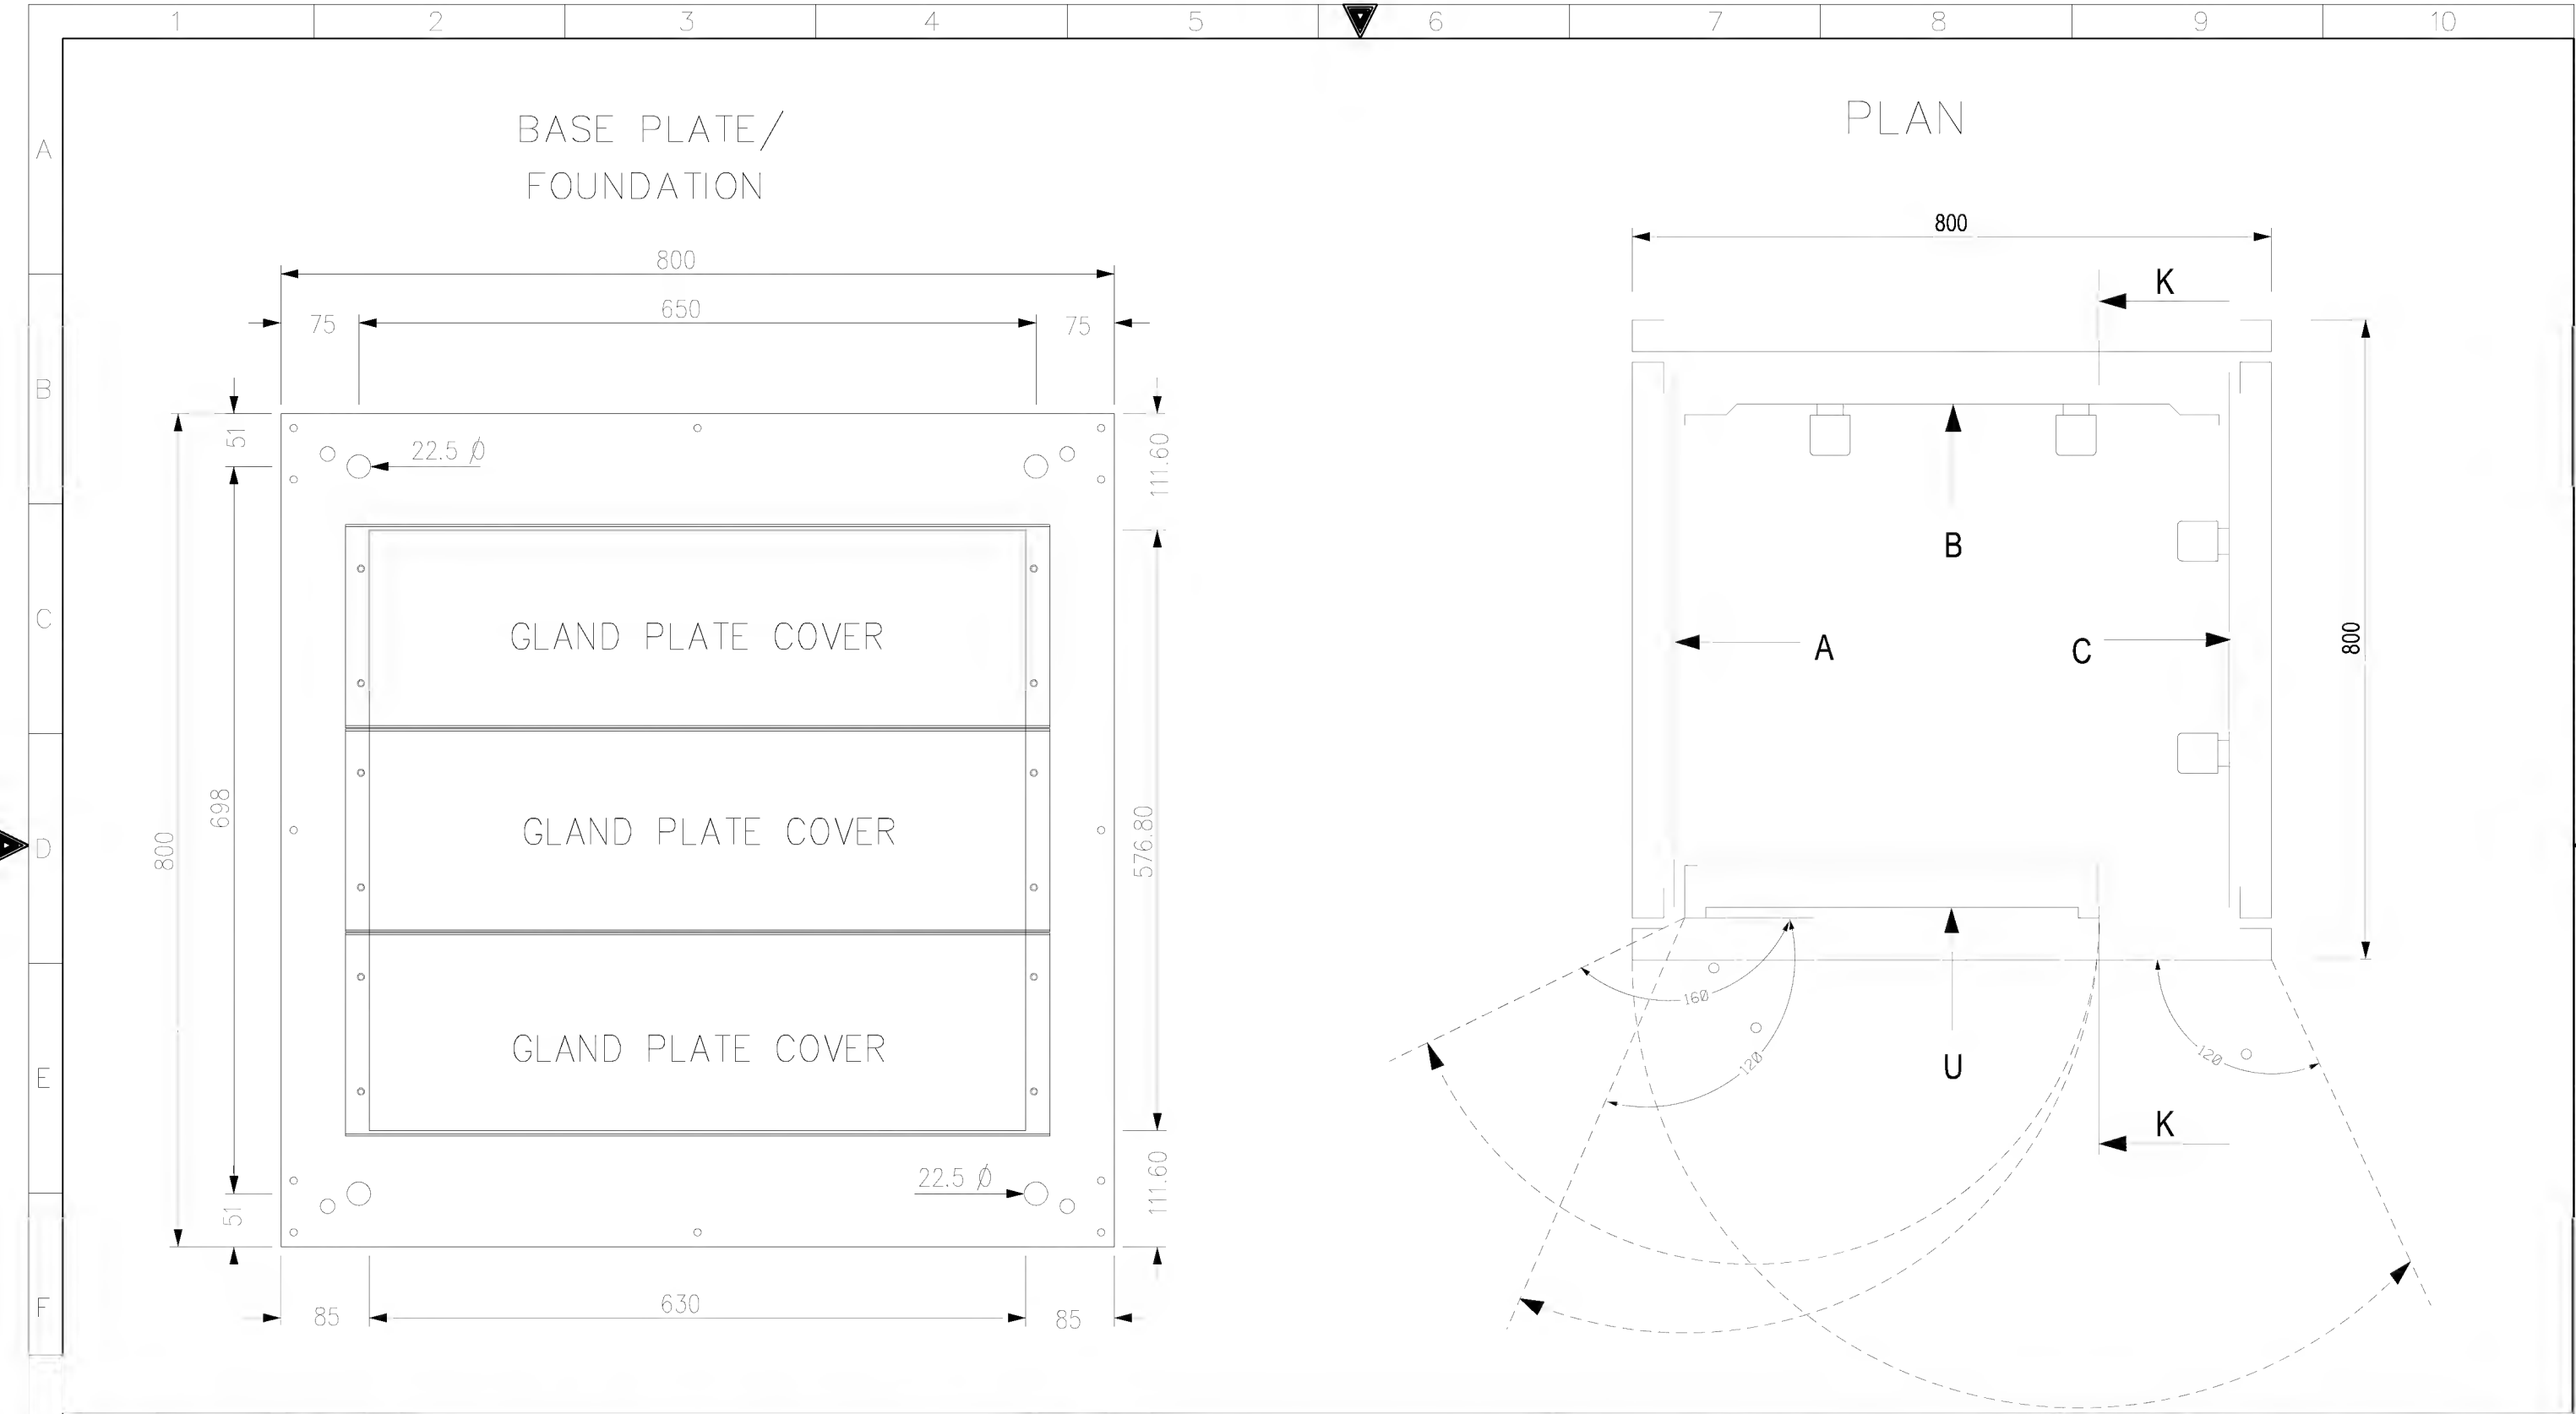 1 2 3 4 5 6 7 8 9 10
A
B
C
D
E
F
BASE PLATE/
FOUNDATION
800
650
75
75
51
22.5 Ø
111.60
GLAND PLATE COVER
698
800
GLAND PLATE COVER
576.80
GLAND PLATE COVER
22.5 Ø
51
111.60
85
630
85
PLAN
800
K
B
A
C
800
160°
120°
U
120°
K